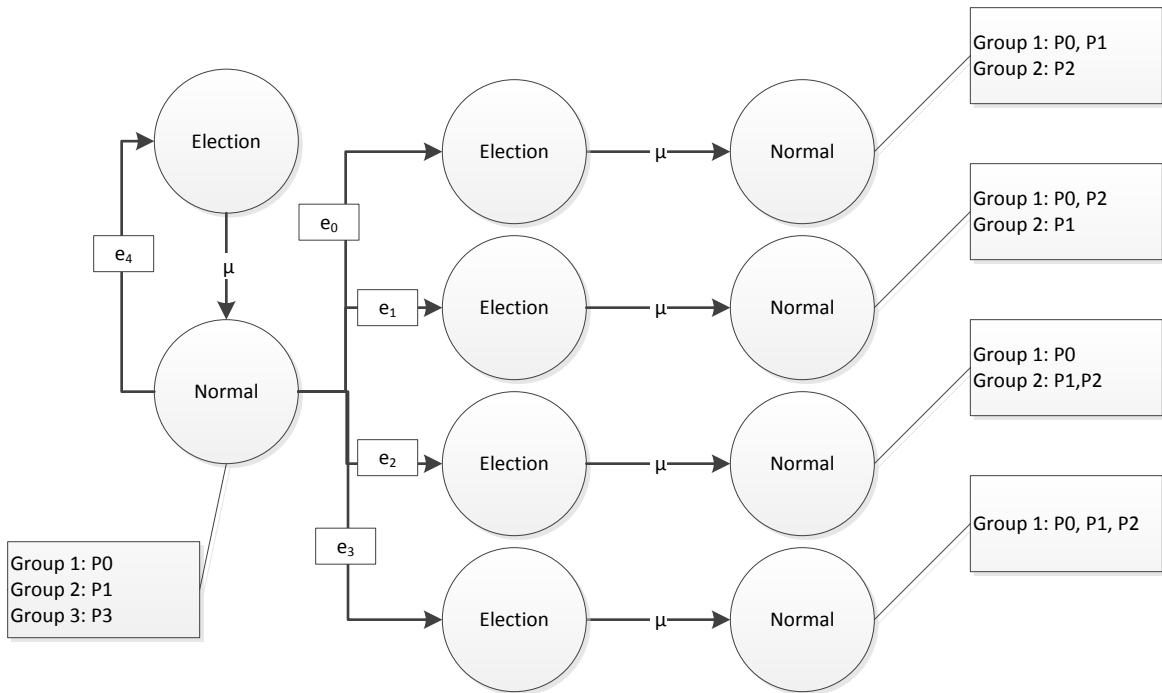 Group 1: P0, P1
Group 2: P2
Election
Election
μ
Normal
Group 1: P0, P2
Group 2: P1
e₀
e₄
μ
e₁
Election
μ
Normal
Group 1: P0
Group 2: P1,P2
Normal
e₂
Election
μ
Normal
Group 1: P0, P1, P2
e₃
Group 1: P0
Group 2: P1
Group 3: P3
Election
μ
Normal